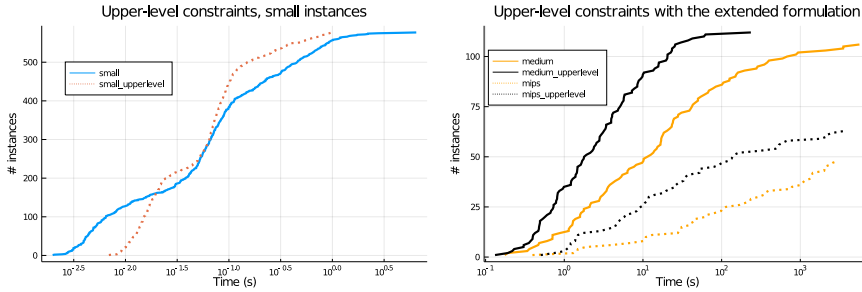 Upper-level constraints, small instances
# instances
500
400
300
200
100
0
small
small_upperlevel
10^-2.5 10^-2.0 10^-1.5 10^-1.0 10^-0.5 10^0.0 10^0.5
Time (s)
Upper-level constraints with the extended formulation
# instances
100
75
50
25
0
medium
medium_upperlevel
mips
mips_upperlevel
10^-1 10^0 10^1 10^2 10^3
Time (s)